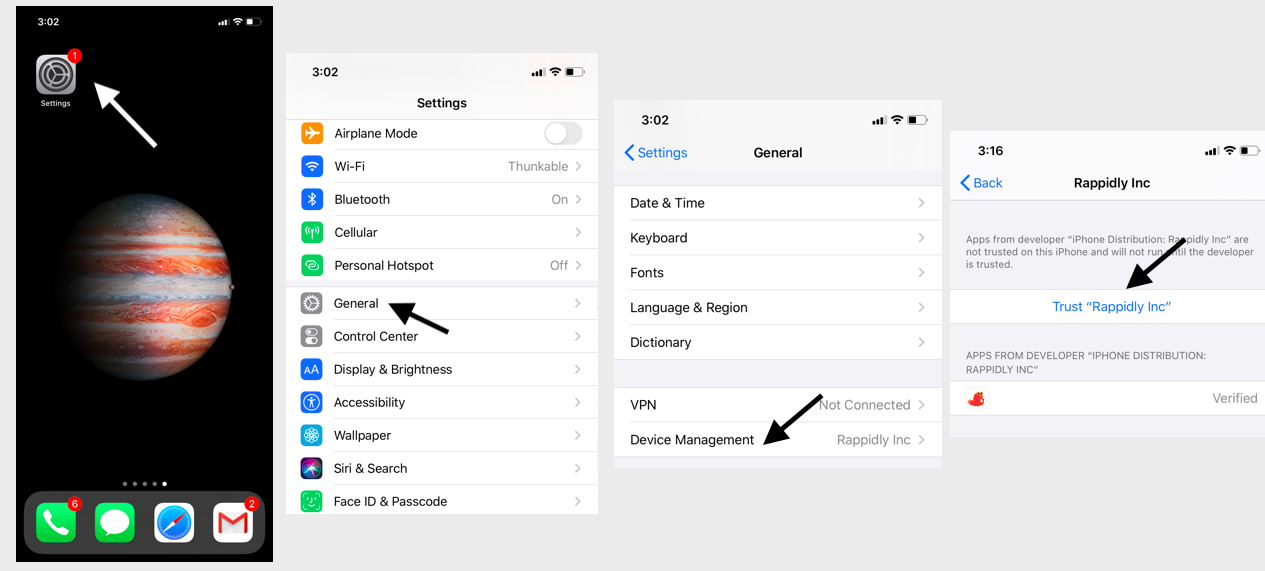 3:02
1
Settings
6
2
3:02
Settings
Airplane Mode
Wi-Fi Thunkable
Bluetooth On
Cellular
Personal Hotspot Off
General
Control Center
AA Display & Brightness
Accessibility
Wallpaper
Siri & Search
Face ID & Passcode
3:02
Settings General
Date & Time
Keyboard
Fonts
Language & Region
Dictionary
VPN Not Connected
Device Management Rappidly Inc
3:16
Back Rappidly Inc
Apps from developer “iPhone Distribution: Rappidly Inc” are
not trusted on this iPhone and will not run until the developer
is trusted.
Trust “Rappidly Inc”
APPS FROM DEVELOPER “IPHONE DISTRIBUTION:
RAPPIDLY INC”
Verified